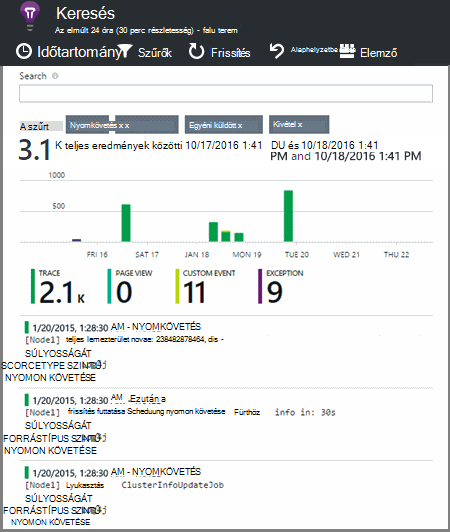 Keresés
Az elmúlt 24 óra (30 perc részletesség) - falu terem
Időtartomány Szűrők Frissítés Alaphelyzetbe Elemző
Search
A szűrt Nyomkövetés x x Egyéni küldött x Kivétel x
3.1 K teljes eredmények közötti 10/17/2016 1:41 DU és 10/18/2016 1:41
PM and 10/18/2016 1:41 PM
1000
500
FRI 16 SAT 17 JAN 18 MON 19 TUE 20 WED 21 THU 22
TRACE PAGE VIEW CUSTOM EVENT EXCEPTION
2.1 K 0 11 9
1/20/2015, 1:28:30 AM - NYOMKÖVETÉS
[Node1] teljes lemezterület novae: 238482878464, dis -
SÚLYOSSÁGÁT
SCORCETYPE SZINTŰ
NYOMON KÖVETÉSE
1/20/2015, 1:28:30 AM Ezután a
[Node1] frissítés futtatása Scheduung nyomon követése Fürthöz info in: 30s
SÚLYOSSÁGÁT
FORRÁSTÍPUS SZINTŰ
NYOMON KÖVETÉSE
1/20/2015, 1:28:30 AM - NYOMKÖVETÉS
[Node1] Lyukasztás ClusterInfoUpdateJob
SÚLYOSSÁGÁT
FORRÁSTÍPUS SZINTŰ
NYOMON KÖVETÉSE